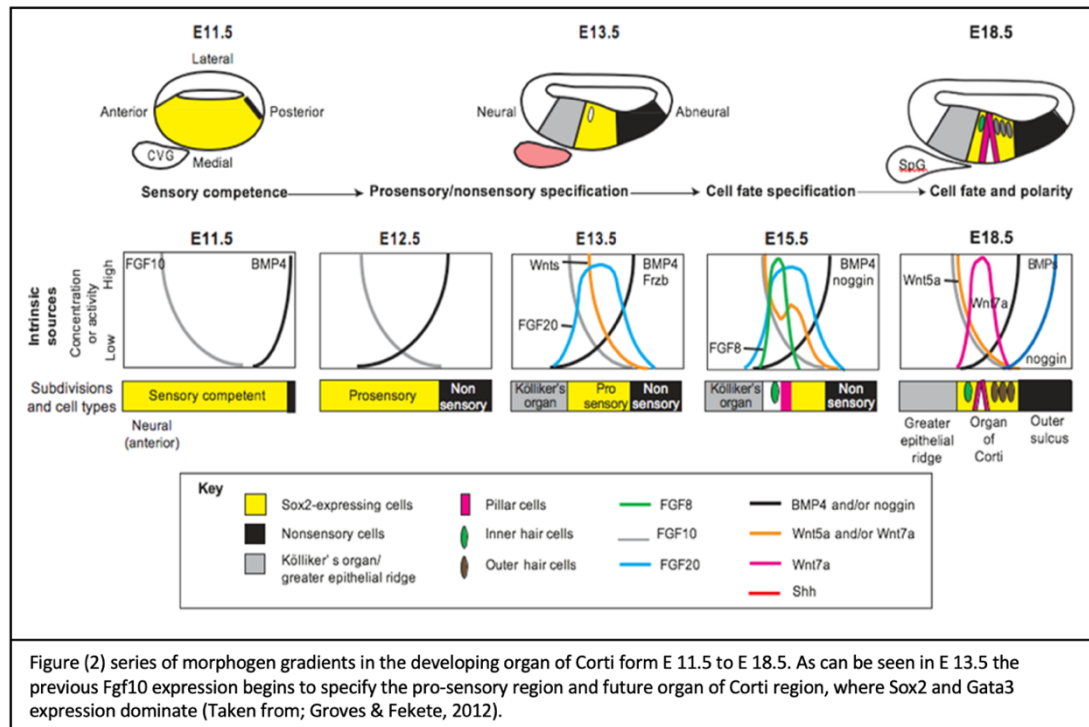 E11.5
E13.5
E18.5
Lateral
Anterior
Posterior
CVG
Medial
Neural
Abneural
SpG
Sensory competence
Prosensory/nonsensory specification
Cell fate specification
Cell fate and polarity
E11.5
E12.5
E13.5
E15.5
E18.5
Intrinsic
sources
Concentration
or activity
High
Low
FGF10
BMP4
Wnts
BMP4
Frzb
FGF20
BMP4
noggin
FGF8
Wnt5a
Wnt7a
BMPs
noggin
Subdivisions
and cell types
Sensory competent
Neural
(anterior)
Prosensory
Non
sensory
Kölliker's
organ
Pro
sensory
Non
sensory
Kölliker's
organ
Non
sensory
Greater
epithelial
ridge
Organ
of
Corti
Outer
sulcus
Key
Sox2-expressing cells
Nonsensory cells
Kölliker' s organ/
greater epithelial ridge
Pillar cells
Inner hair cells
Outer hair cells
FGF8
FGF10
FGF20
BMP4 and/or noggin
Wnt5a and/or Wnt7a
Wnt7a
Shh
Figure (2) series of morphogen gradients in the developing organ of Corti form E 11.5 to E 18.5. As can be seen in E 13.5 the
previous Fgf10 expression begins to specify the pro-sensory region and future organ of Corti region, where Sox2 and Gata3
expression dominate (Taken from; Groves & Fekete, 2012).